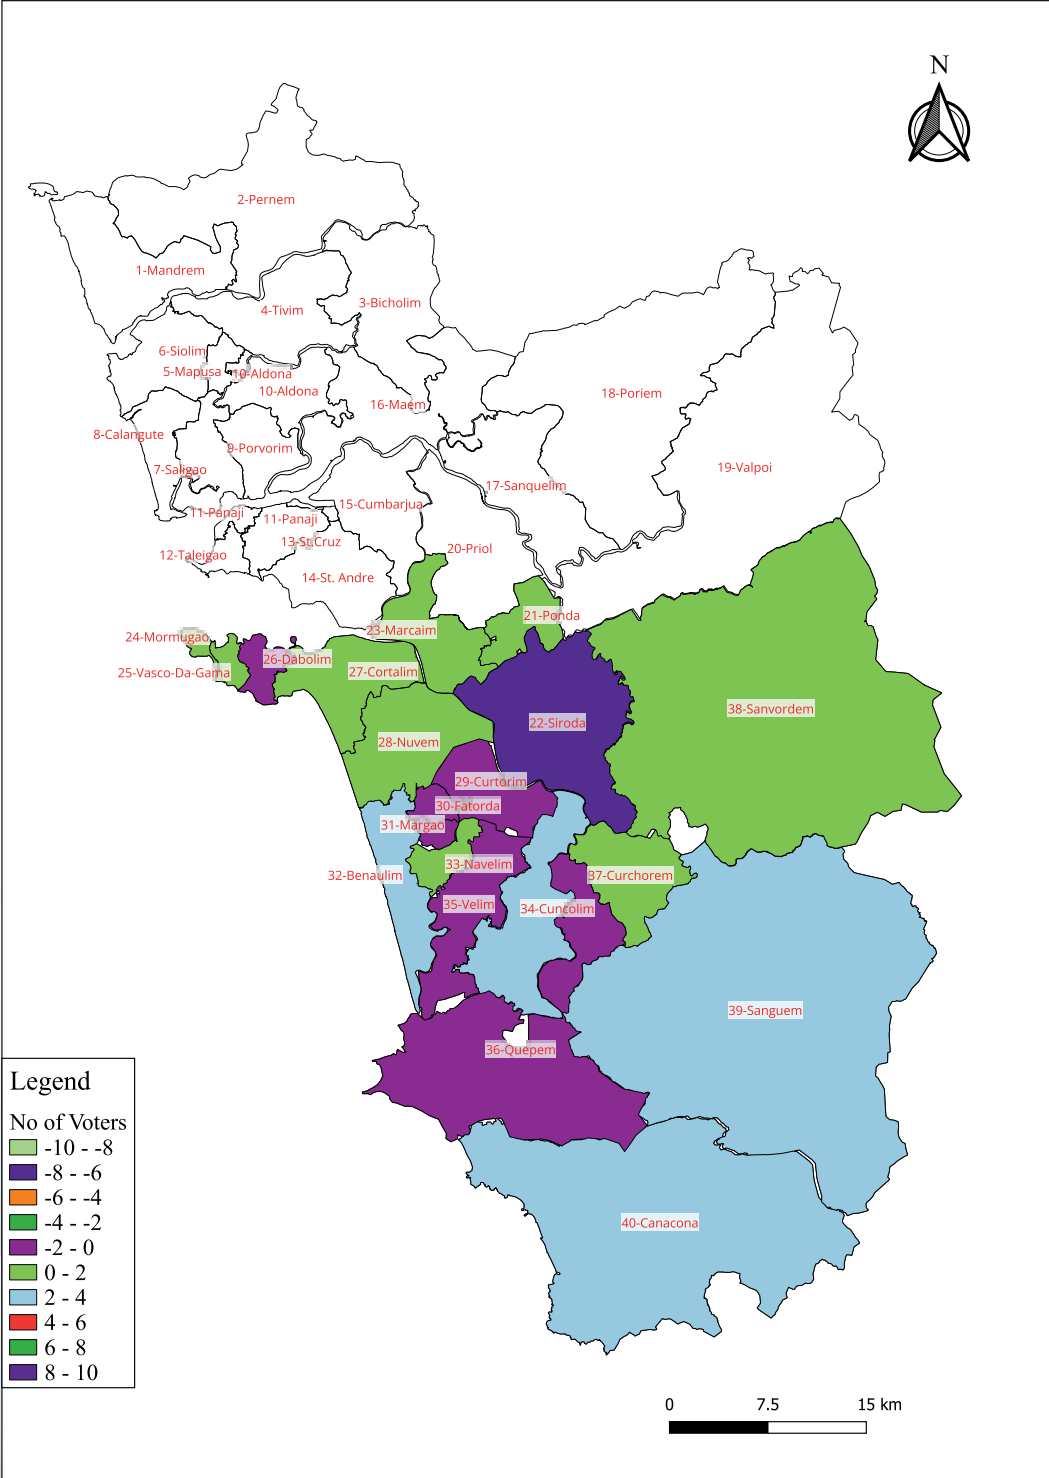 N
2-Pernem
1-Mandrem
3-Bicholim
4-Tivim
6-Siolim
5-Mapusa
10-Aldona
10-Aldona
18-Poriem
16-Maem
8-Calangute
9-Porvorim
7-Saligao
19-Valpoi
17-Sanquelim
15-Cumbarjua
11-Panaji
11-Panaji
13-St.Cruz
20-Priol
12-Taleigao
14-St. Andre
21-Ponda
23-Marcaim
24-Mormugao
26-Dabolim
25-Vasco-Da-Gama
27-Cortalim
38-Sanvordem
22-Siroda
28-Nuvem
29-Curtorim
30-Fatorda
31-Margao
33-Navelim
32-Benaulim
37-Curchorem
35-Velim
34-Cuncolim
39-Sanguem
36-Quepem
40-Canacona
Legend
No of Voters
-10 - -8
-8 - -6
-6 - -4
-4 - -2
-2 - 0
0 - 2
2 - 4
4 - 6
6 - 8
8 - 10
0 7.5 15 km